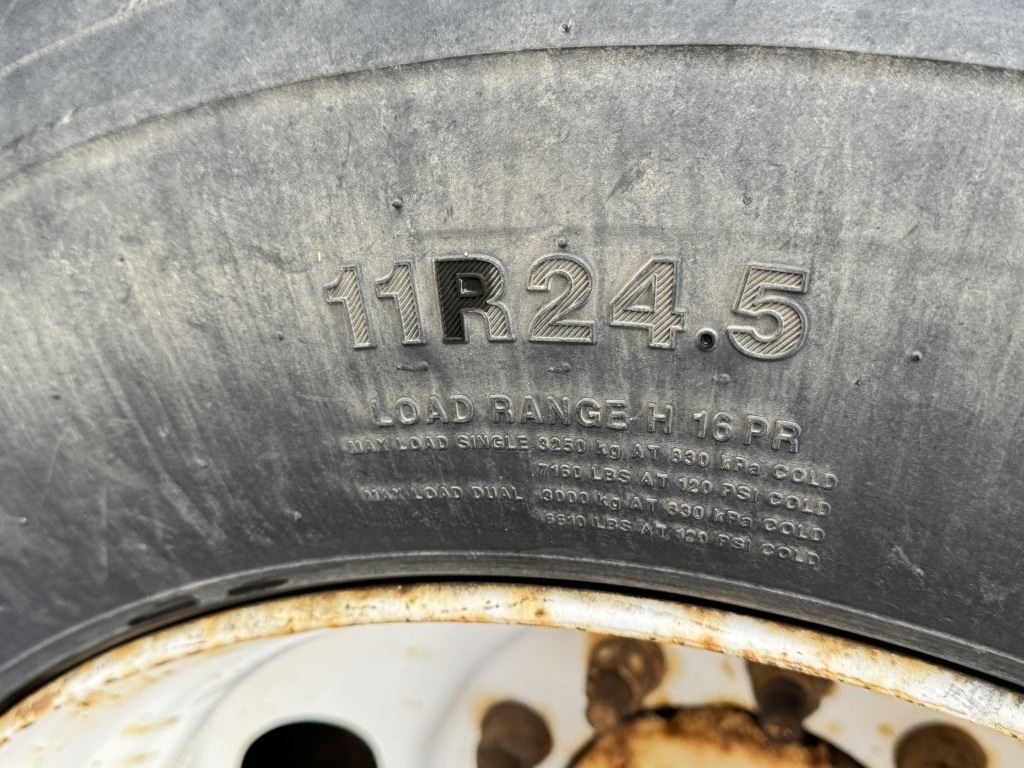 11R24.5
LOAD RANGE H 16 PR
MAX LOAD SINGLE 3250 kg AT 830 kPa COLD
7160 LBS AT 120 PSI COLD
MAX LOAD DUAL 3000 kg AT 830 kPa COLD
6610 LBS AT 120 PSI COLD